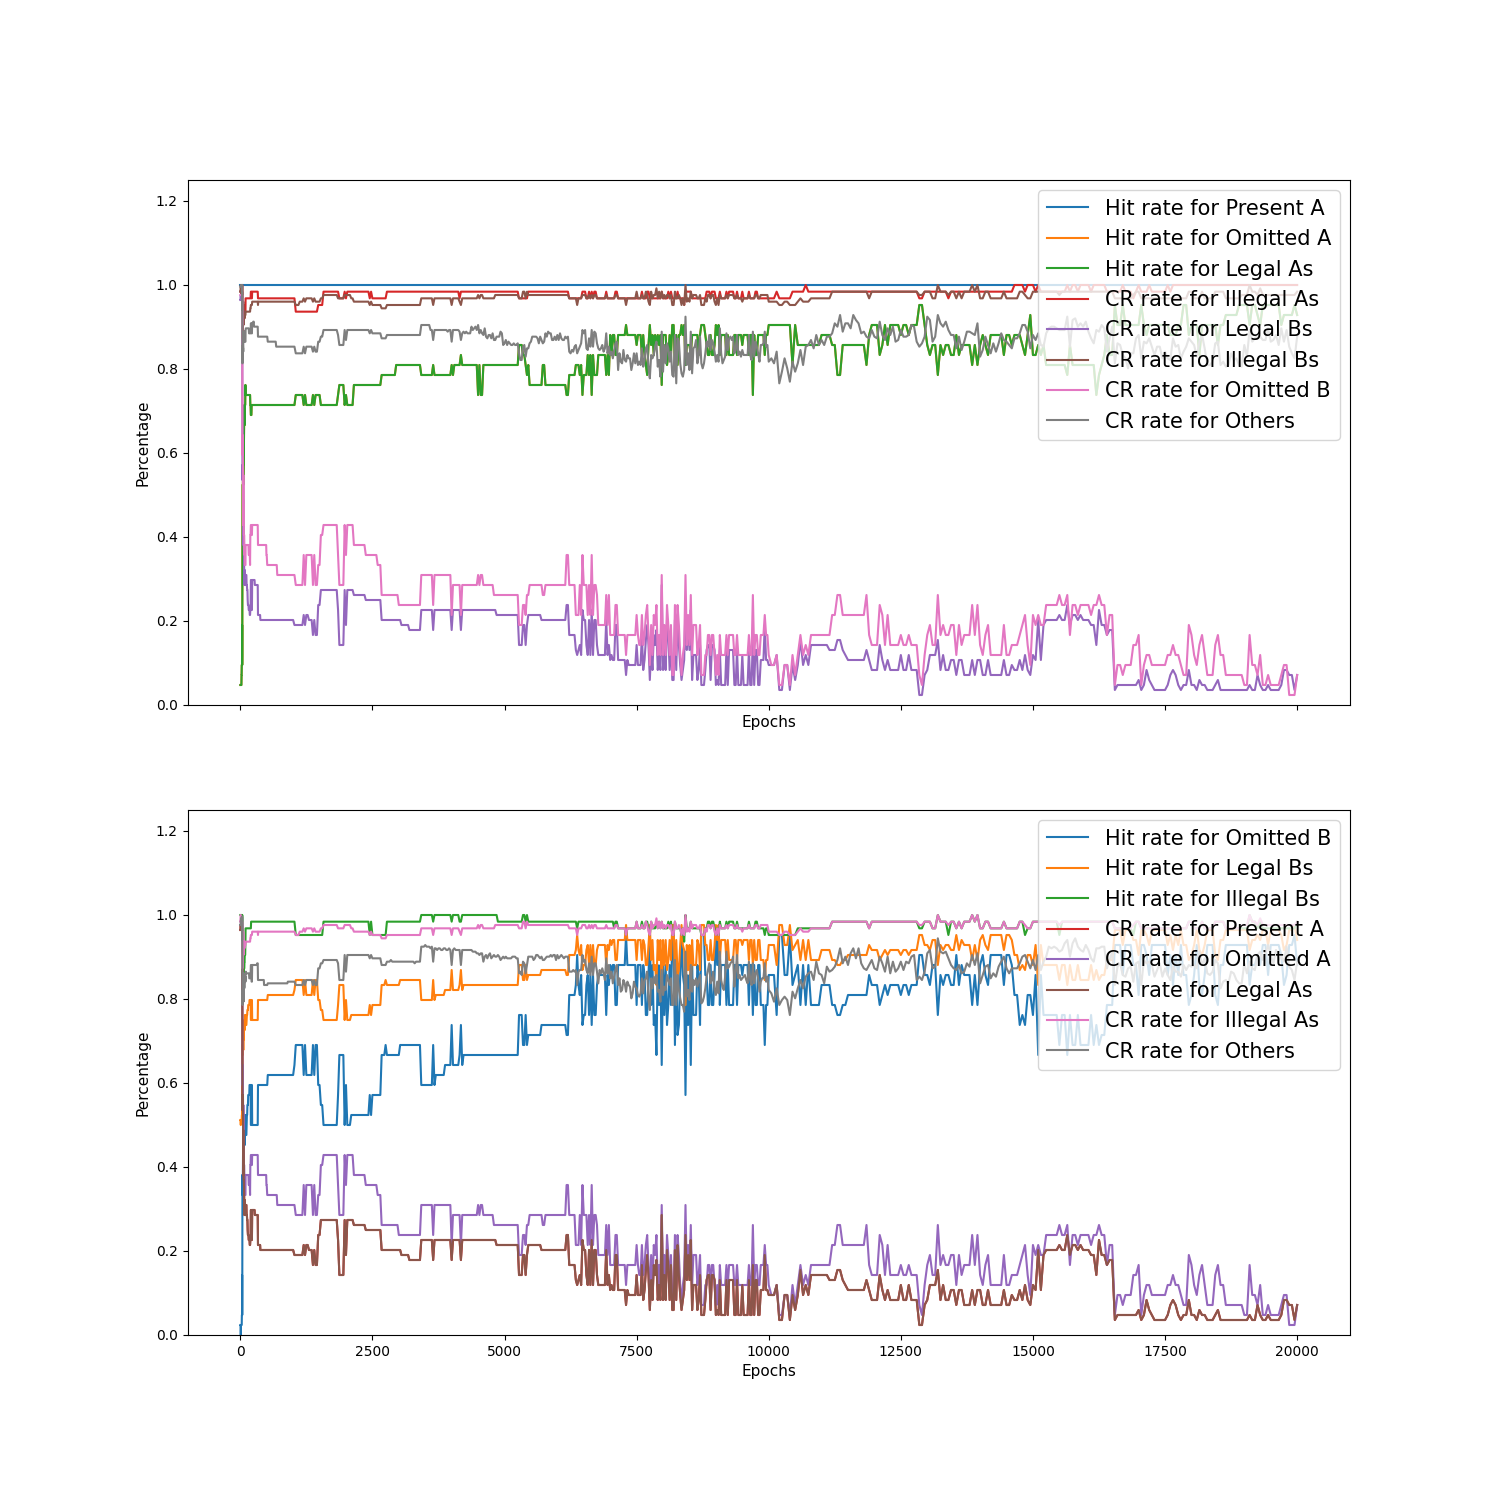 1.2
1.0
0.8
0.6
0.4
0.2
0.0
Percentage
Epochs
Hit rate for Present A
Hit rate for Omitted A
Hit rate for Legal As
CR rate for Illegal As
CR rate for Legal Bs
CR rate for Illegal Bs
CR rate for Omitted B
CR rate for Others
1.2
1.0
0.8
0.6
0.4
0.2
0.0
Percentage
0 2500 5000 7500 10000 12500 15000 17500 20000
Epochs
Hit rate for Omitted B
Hit rate for Legal Bs
Hit rate for Illegal Bs
CR rate for Present A
CR rate for Omitted A
CR rate for Legal As
CR rate for Illegal As
CR rate for Others